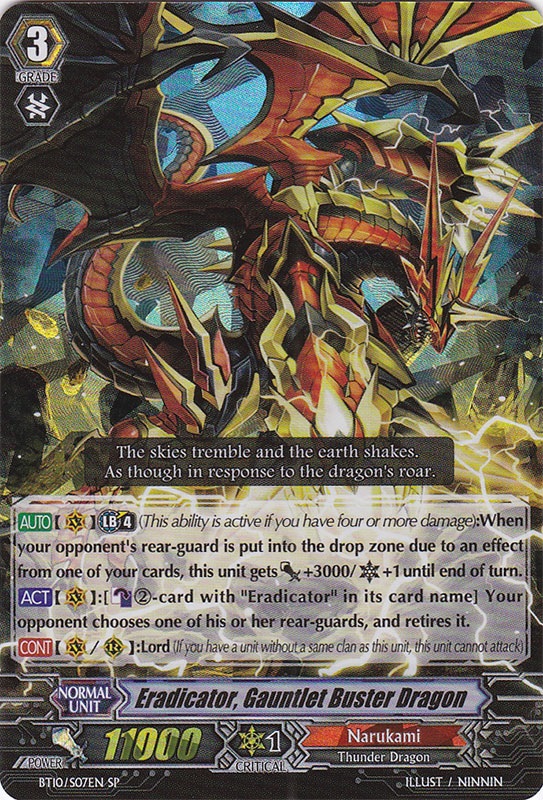 3
GRADE
The skies tremble and the earth shakes.
As though in response to the dragon's roar.
AUTO【 】LB 4 (This ability is active if you have four or more damage):When
your opponent's rear-guard is put into the drop zone due to an effect
from one of your cards, this unit gets +3000/ +1 until end of turn.
ACT【 】:[ ②-card with "Eradicator" in its card name] Your
opponent chooses one of his or her rear-guards, and retires it.
CONT【 / 】:Lord (If you have a unit without a same clan as this unit, this unit cannot attack)
NORMAL
UNIT
Eradicator, Gauntlet Buster Dragon
POWER
11000
1
CRITICAL
Narukami
Thunder Dragon
BT10/S07EN SP
ILLUST / NINNIN